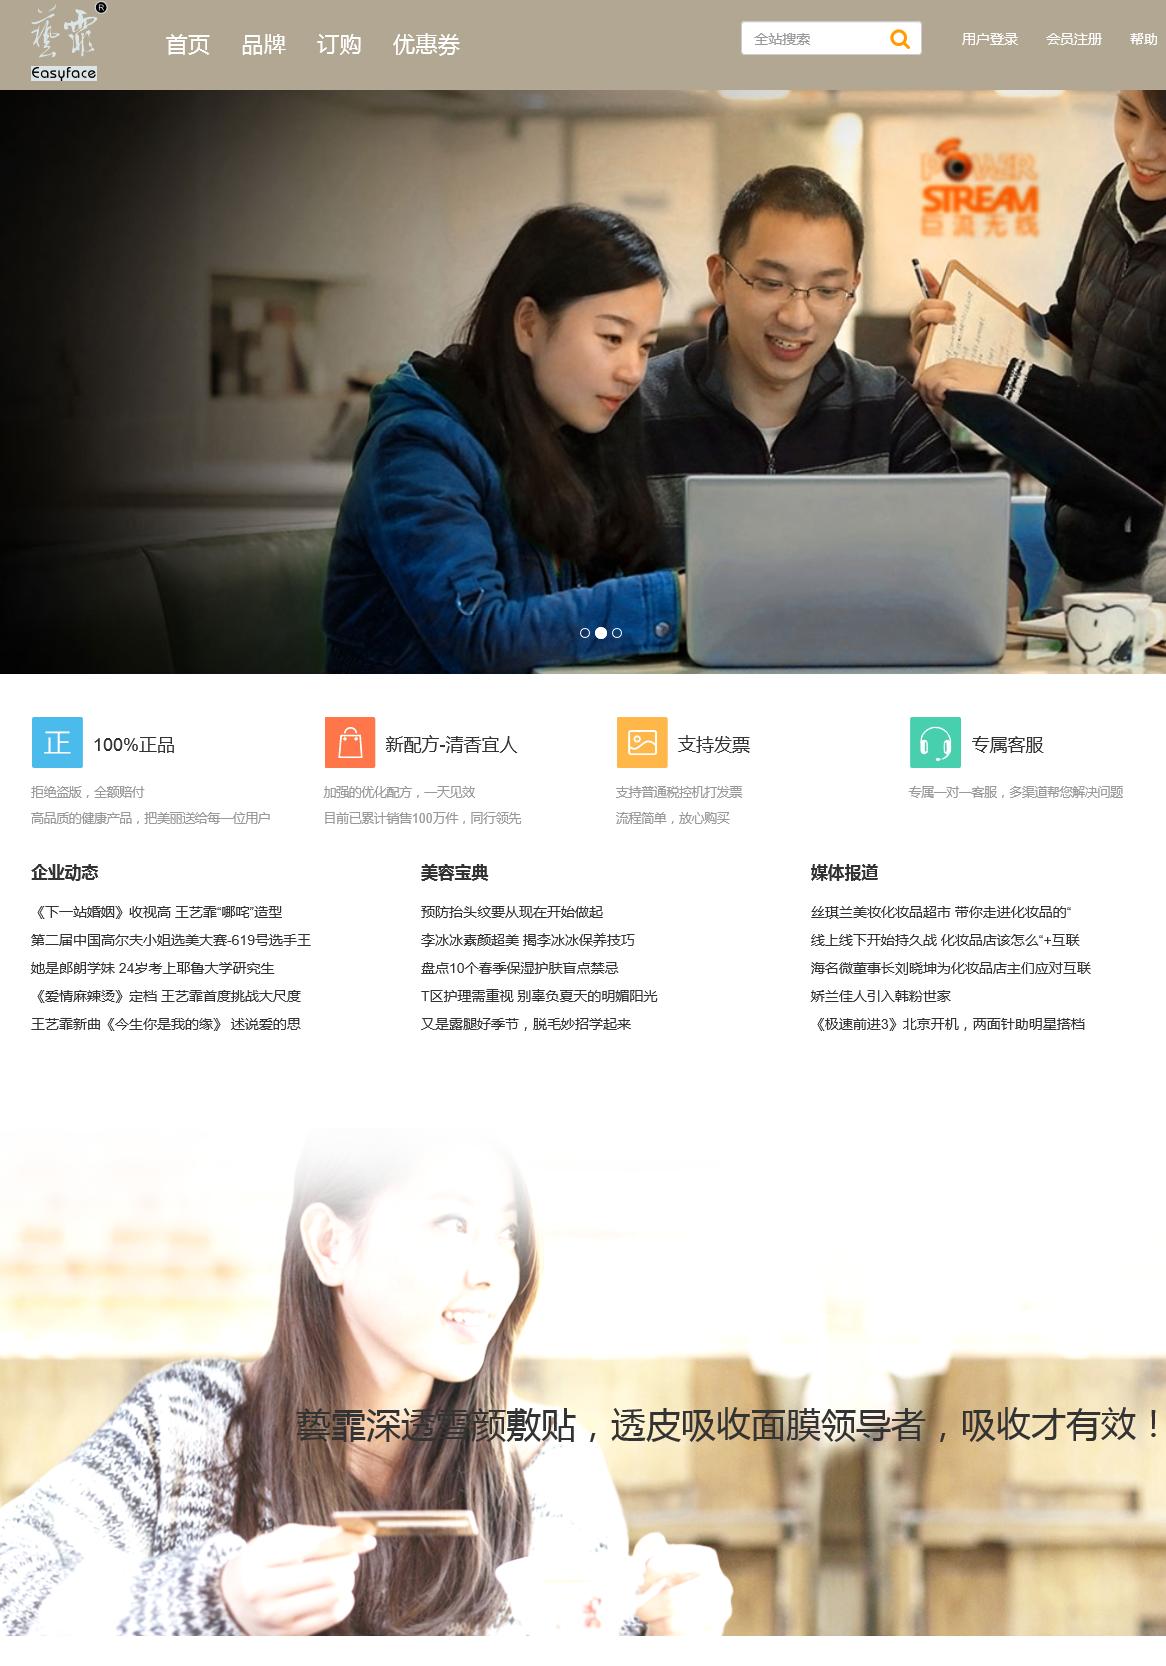 藝霏®
Easyface
首页 品牌 订购 优惠券
全站搜索
用户登录 会员注册 帮助
POWER
STREAM
巨流无线
正 100%正品
拒绝盗版，全额赔付
高品质的健康产品，把美丽送给每一位用户
新配方-清香宜人
加强的优化配方，一天见效
目前已累计销售100万件，同行领先
支持发票
支持普通税控机打发票
流程简单，放心购买
专属客服
专属一对一客服，多渠道帮您解决问题
企业动态
《下一站婚姻》收视高 王艺霏“哪咤”造型
第二届中国高尔夫小姐选美大赛-619号选手王
她是郎朗学妹 24岁考上耶鲁大学研究生
《爱情麻辣烫》定档 王艺霏首度挑战大尺度
王艺霏新曲《今生你是我的缘》 述说爱的思
美容宝典
预防抬头纹要从现在开始做起
李冰冰素颜超美 揭李冰冰保养技巧
盘点10个春季保湿护肤盲点禁忌
T区护理需重视 别辜负夏天的明媚阳光
又是露腿好季节，脱毛妙招学起来
媒体报道
丝琪兰美妆化妆品超市 带你走进化妆品的“
线上线下开始持久战 化妆品店该怎么“+互联
海名微董事长刘晓坤为化妆品店主们应对互联
娇兰佳人引入韩粉世家
《极速前进3》北京开机，两面针助明星搭档
藝霏深透雪颜敷贴，透皮吸收面膜领导者，吸收才有效！